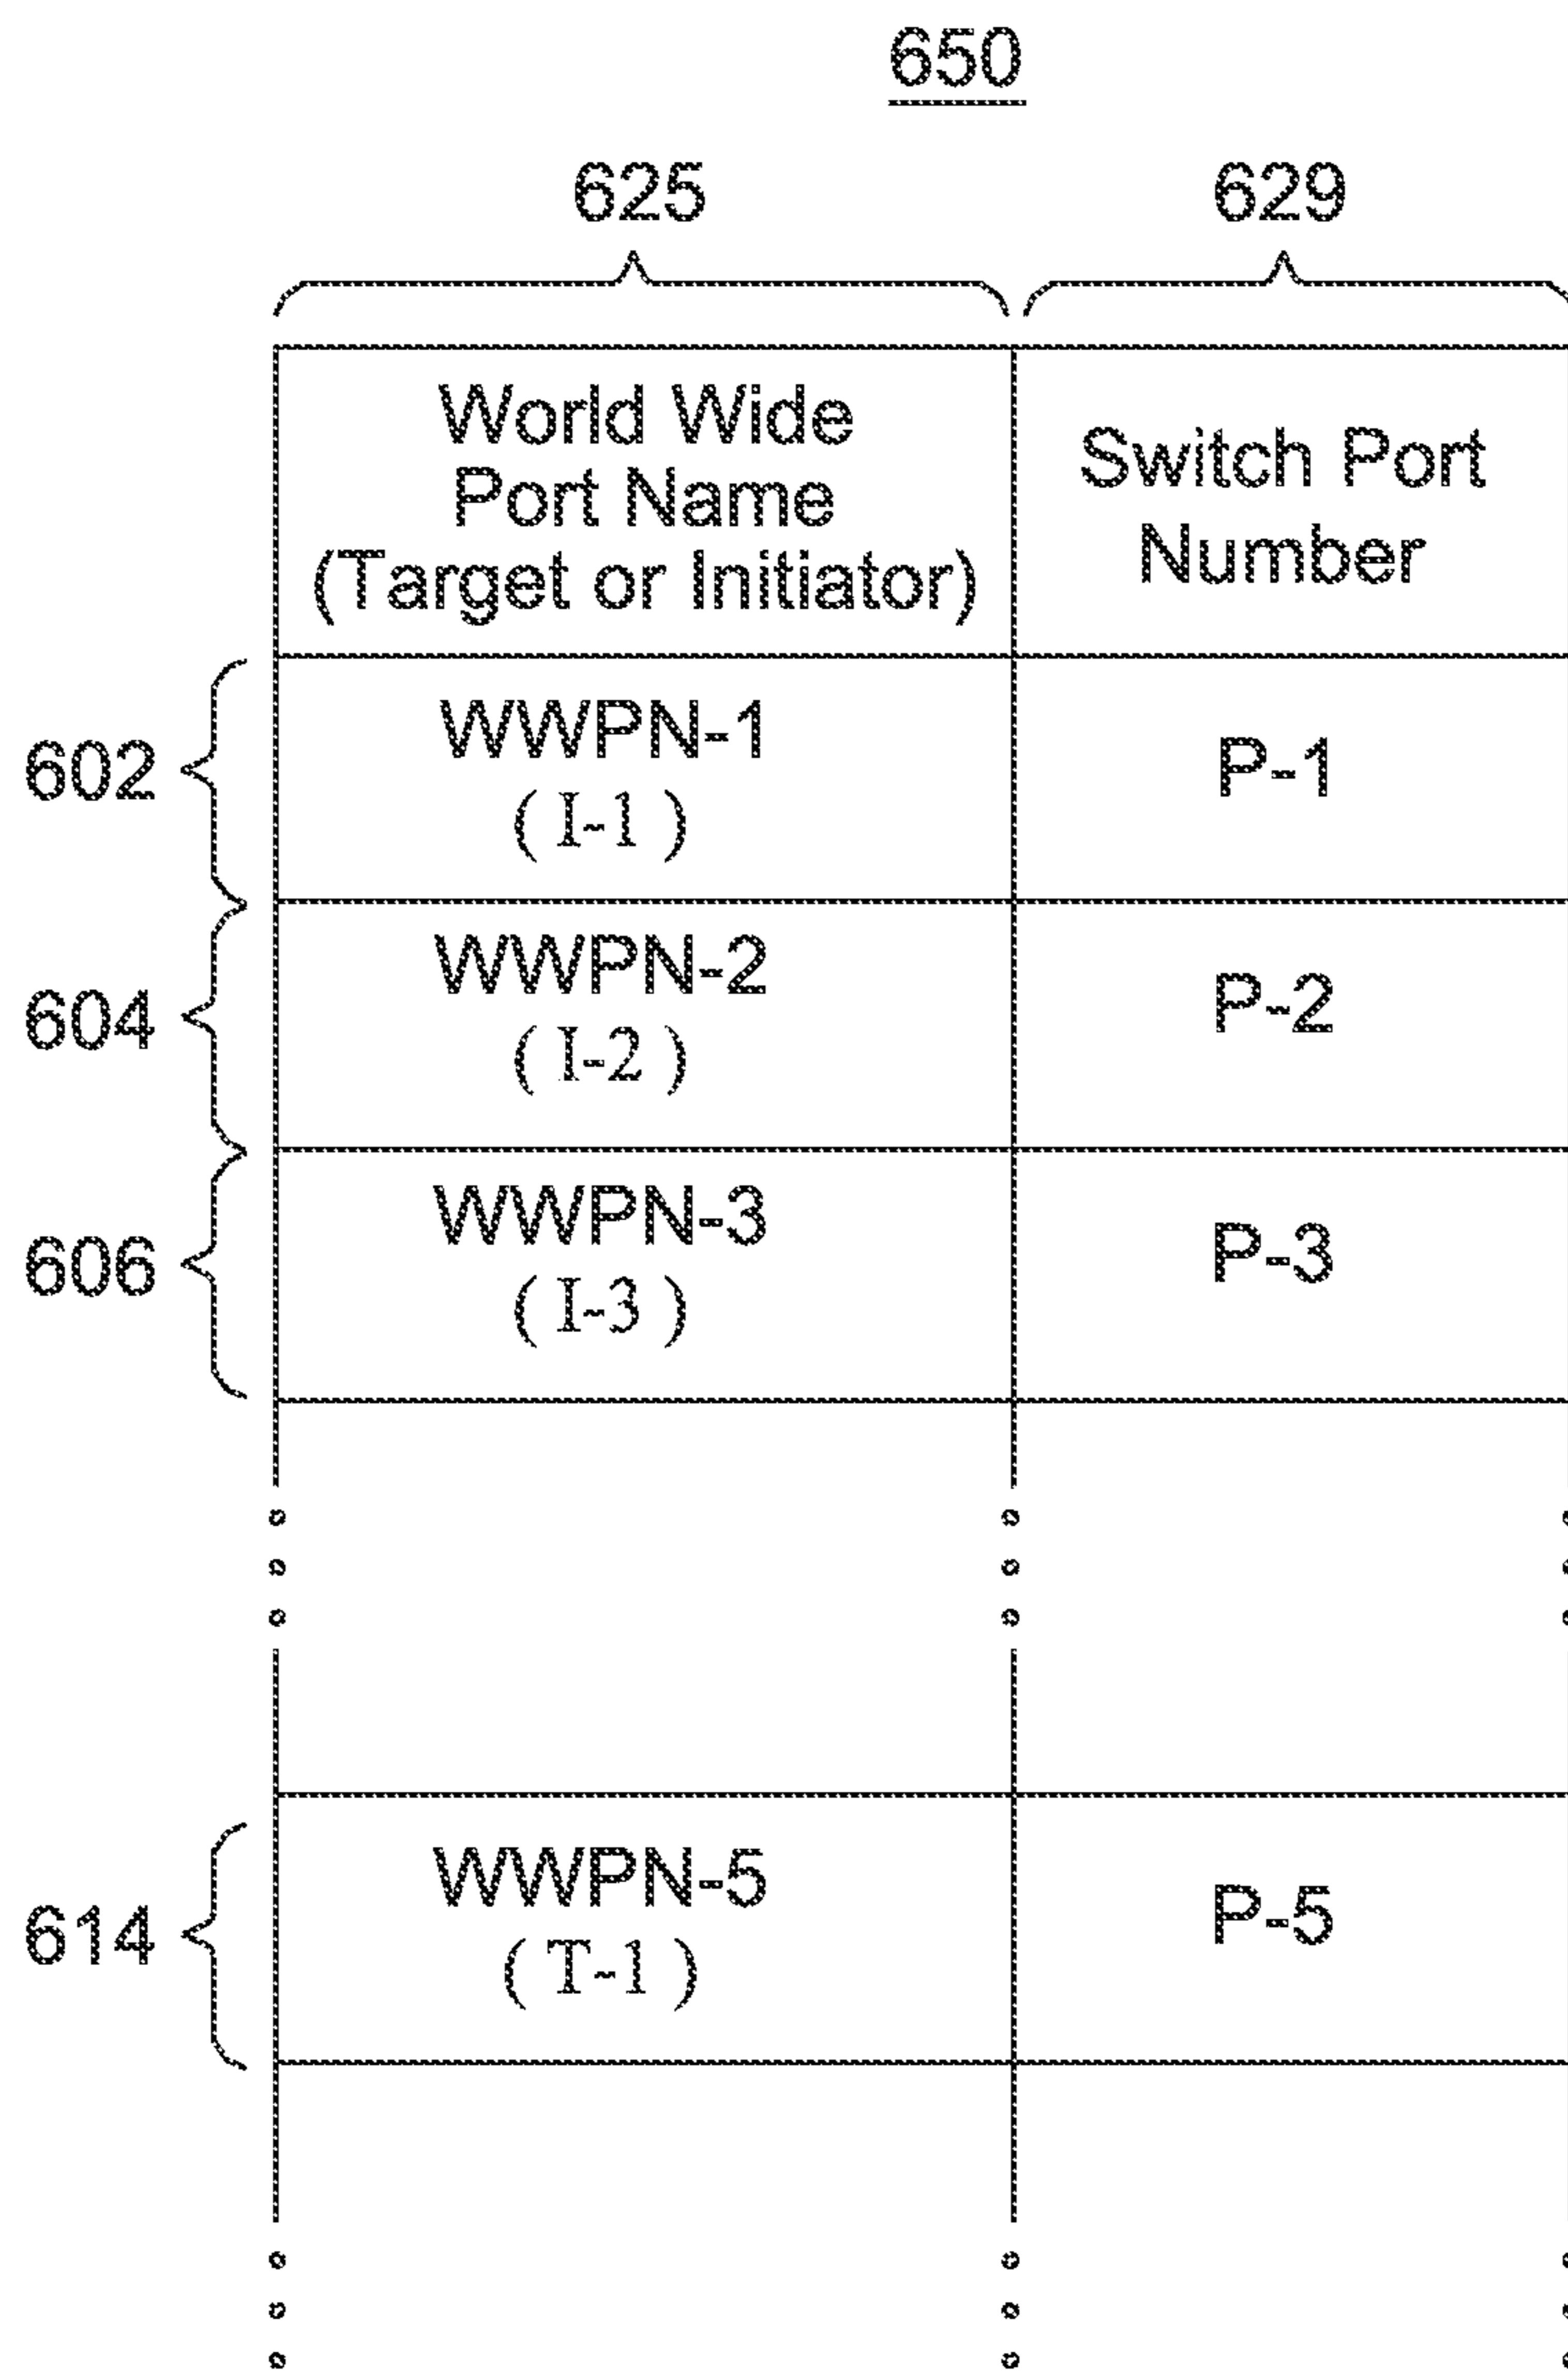 650
625 629
World Wide
Port Name
(Target or Initiator)
Switch Port
Number
602
WWPN-1
( I-1 )
P-1
604
WWPN-2
( I-2 )
P-2
606
WWPN-3
( I-3 )
P-3
614
WWPN-5
( T-1 )
P-5